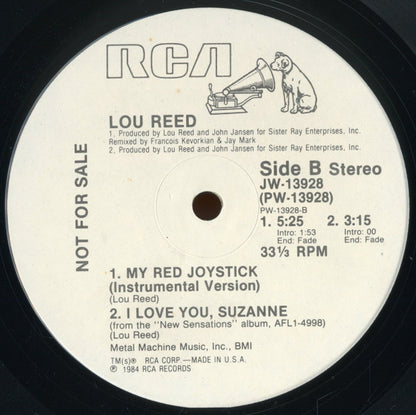 RCA
LOU REED
1. Produced by Lou Reed and John Jansen for Sister Ray Enterprises, Inc.
Remixed by Francois Kevorkian & Jay Mark
2. Produced by Lou Reed and John Jansen for Sister Ray Enterprises, Inc.
NOT FOR SALE
Side B Stereo
JW-13928
(PW-13928)
PW-13928-B
1. 5:25 2. 3:15
Intro: 1:53 Intro: 00
End: Fade End: Fade
33⅓ RPM
1. MY RED JOYSTICK
(Instrumental Version)
(Lou Reed)
2. I LOVE YOU, SUZANNE
(from the "New Sensations" album, AFL1-4998)
(Lou Reed)
Metal Machine Music, Inc., BMI
TM(s)® RCA CORP.—MADE IN U.S.A.
℗ 1984 RCA RECORDS